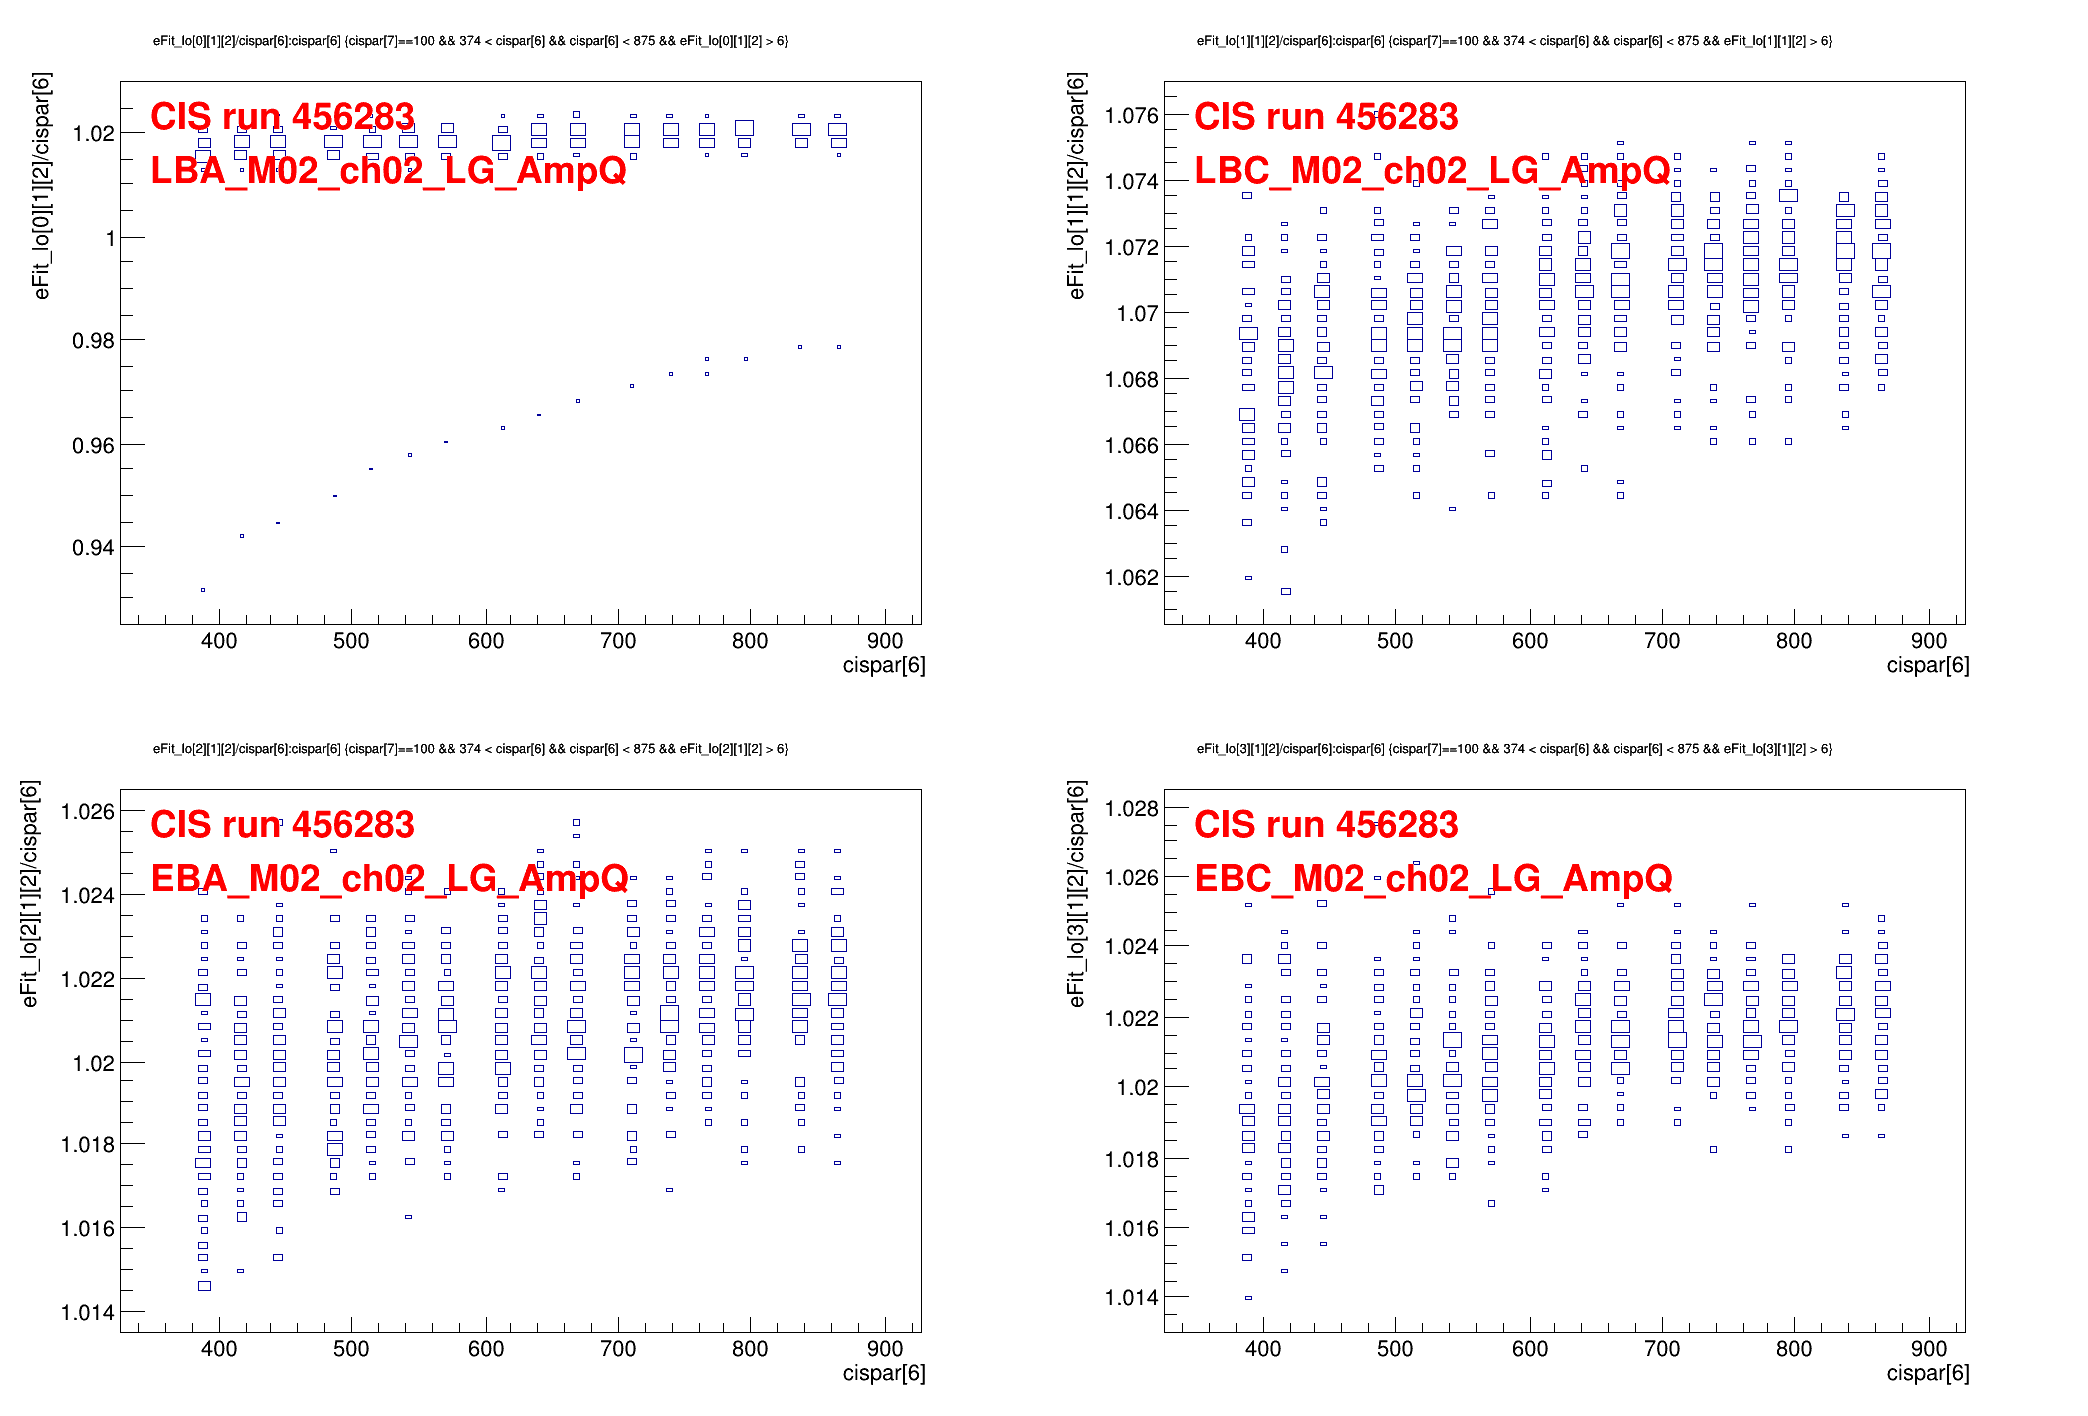 eFit_lo[0][1][2]/cispar[6]:cispar[6] {cispar[7]==100 && 374 < cispar[6] && cispar[6] < 875 && eFit_lo[0][1][2] > 6}
eFit_lo[0][1][2]/cispar[6]
CIS run 456283
LBA_M02_ch02_LG_AmpQ
1.02
1
0.98
0.96
0.94
400 500 600 700 800 900
cispar[6]
eFit_lo[1][1][2]/cispar[6]:cispar[6] {cispar[7]==100 && 374 < cispar[6] && cispar[6] < 875 && eFit_lo[1][1][2] > 6}
eFit_lo[1][1][2]/cispar[6]
CIS run 456283
LBC_M02_ch02_LG_AmpQ
1.076
1.074
1.072
1.07
1.068
1.066
1.064
1.062
400 500 600 700 800 900
cispar[6]
eFit_lo[2][1][2]/cispar[6]:cispar[6] {cispar[7]==100 && 374 < cispar[6] && cispar[6] < 875 && eFit_lo[2][1][2] > 6}
eFit_lo[2][1][2]/cispar[6]
CIS run 456283
EBA_M02_ch02_LG_AmpQ
1.026
1.024
1.022
1.02
1.018
1.016
1.014
400 500 600 700 800 900
cispar[6]
eFit_lo[3][1][2]/cispar[6]:cispar[6] {cispar[7]==100 && 374 < cispar[6] && cispar[6] < 875 && eFit_lo[3][1][2] > 6}
eFit_lo[3][1][2]/cispar[6]
CIS run 456283
EBC_M02_ch02_LG_AmpQ
1.028
1.026
1.024
1.022
1.02
1.018
1.016
1.014
400 500 600 700 800 900
cispar[6]